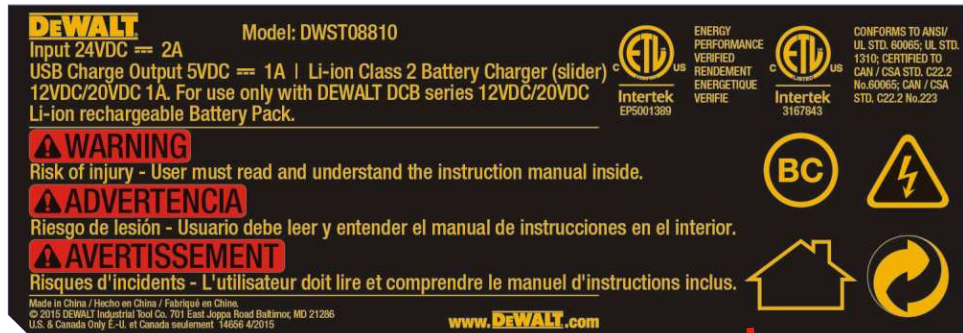 DEWALT
Model: DWST08810
Input 24VDC ⎓ 2A
USB Charge Output 5VDC ⎓ 1A | Li-ion Class 2 Battery Charger (slider)
12VDC/20VDC 1A. For use only with DEWALT DCB series 12VDC/20VDC
Li-ion rechargeable Battery Pack.
ETL
C US
Intertek
EP5001389
ENERGY
PERFORMANCE
VERIFIED
RENDEMENT
ENERGETIQUE
VERIFIE
ETL
LISTED
C US
Intertek
3167843
CONFORMS TO ANSI/
UL STD. 60065; UL STD.
1310; CERTIFIED TO
CAN / CSA STD. C22.2
No.60065; CAN / CSA
STD. C22.2 No.223
WARNING
Risk of injury - User must read and understand the instruction manual inside.
ADVERTENCIA
Riesgo de lesión - Usuario debe leer y entender el manual de instrucciones en el interior.
AVERTISSEMENT
Risques d'incidents - L'utilisateur doit lire et comprendre le manuel d'instructions inclus.
BC
Made in China / Hecho en China / Fabriqué en Chine.
© 2015 DEWALT Industrial Tool Co. 701 East Joppa Road Baltimor, MD 21286
U.S. & Canada Only É.-U. et Canada seulement 14656 4/2015
www.DEWALT.com